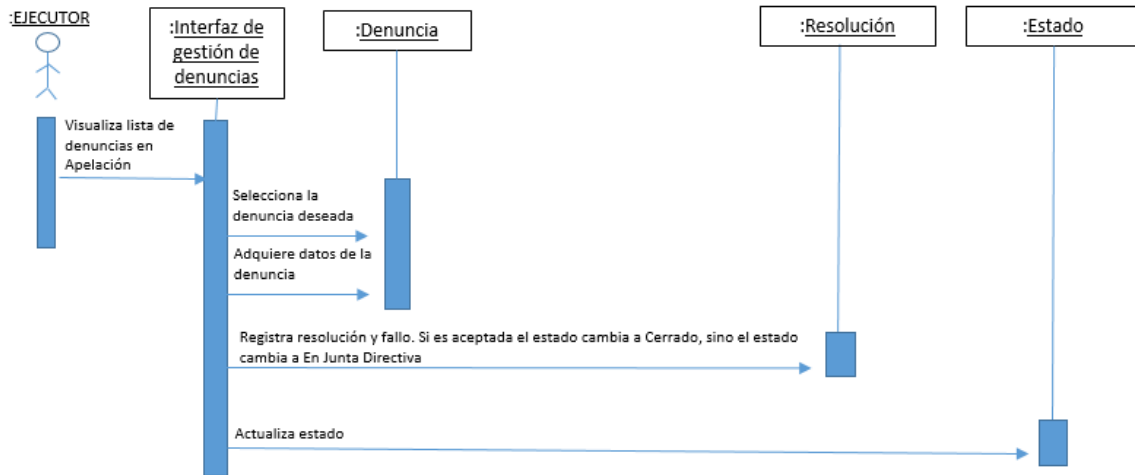 :EJECUTOR
:Interfaz de
gestión de
denuncias
:Denuncia
:Resolución
:Estado
Visualiza lista de
denuncias en
Apelación
Selecciona la
denuncia deseada
Adquiere datos de la
denuncia
Registra resolución y fallo. Si es aceptada el estado cambia a Cerrado, sino el estado
cambia a En Junta Directiva
Actualiza estado